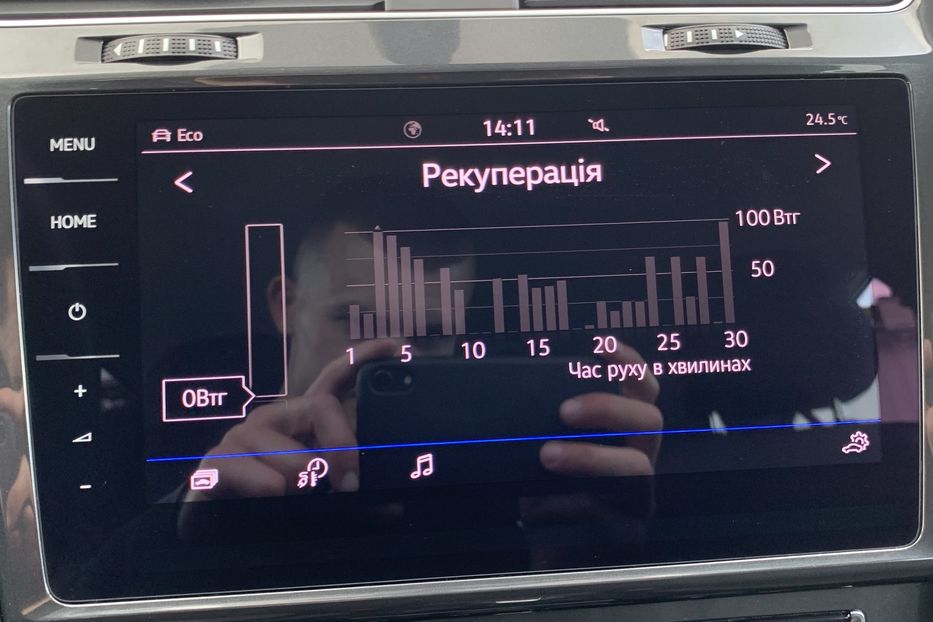 MENU
HOME
+
-
Eco
14:11
24.5°C
<
Рекуперація
>
100 Втг
50
0Втг
1 5 10 15 20 25 30
Час руху в хвилинах